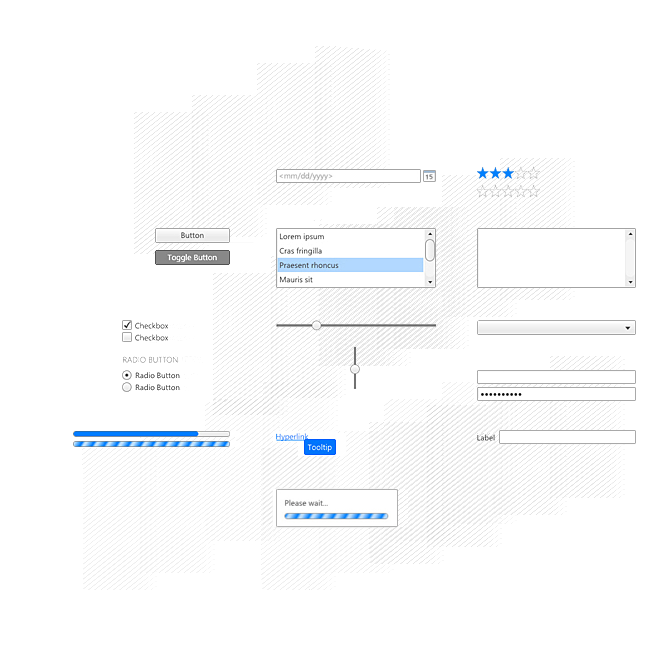 <mm/dd/yyyy>
15
Button
Toggle Button
Lorem ipsum
Cras fringilla
Praesent rhoncus
Mauris sit
Checkbox
Checkbox
RADIO BUTTON
Radio Button
Radio Button
••••••••••
Hyperlink
Tooltip
Label
Please wait...